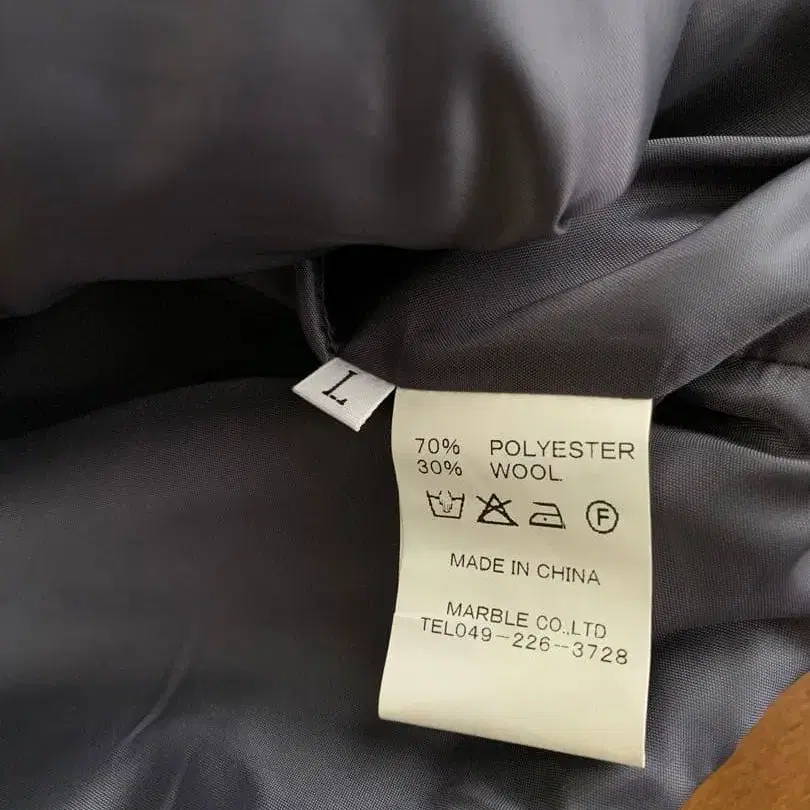 L
70% POLYESTER
30% WOOL
F
MADE IN CHINA
MARBLE CO.,LTD
TEL049-226-3728